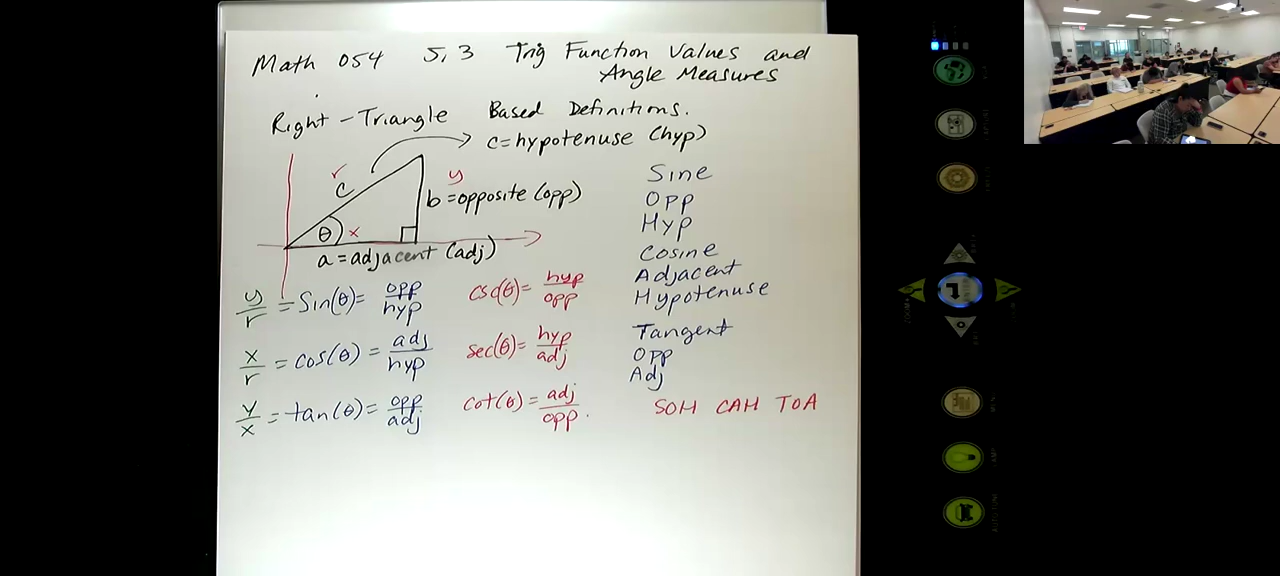 Math 054 5.3 Trig Function Values and
Angle Measures
Right-Triangle Based Definitions.
c=hypotenuse (hyp)
r
c
y
b=opposite (opp)
θ
x
a=adjacent (adj)
y/r = Sin(θ)= opp/hyp csc(θ)= hyp/opp
x/r = cos(θ) = adj/hyp sec(θ)= hyp/adj
y/x = tan(θ)= opp/adj cot(θ)= adj/opp.
Sine
Opp
Hyp
Cosine
Adjacent
Hypotenuse
Tangent
Opp
Adj
SOH CAH TOA